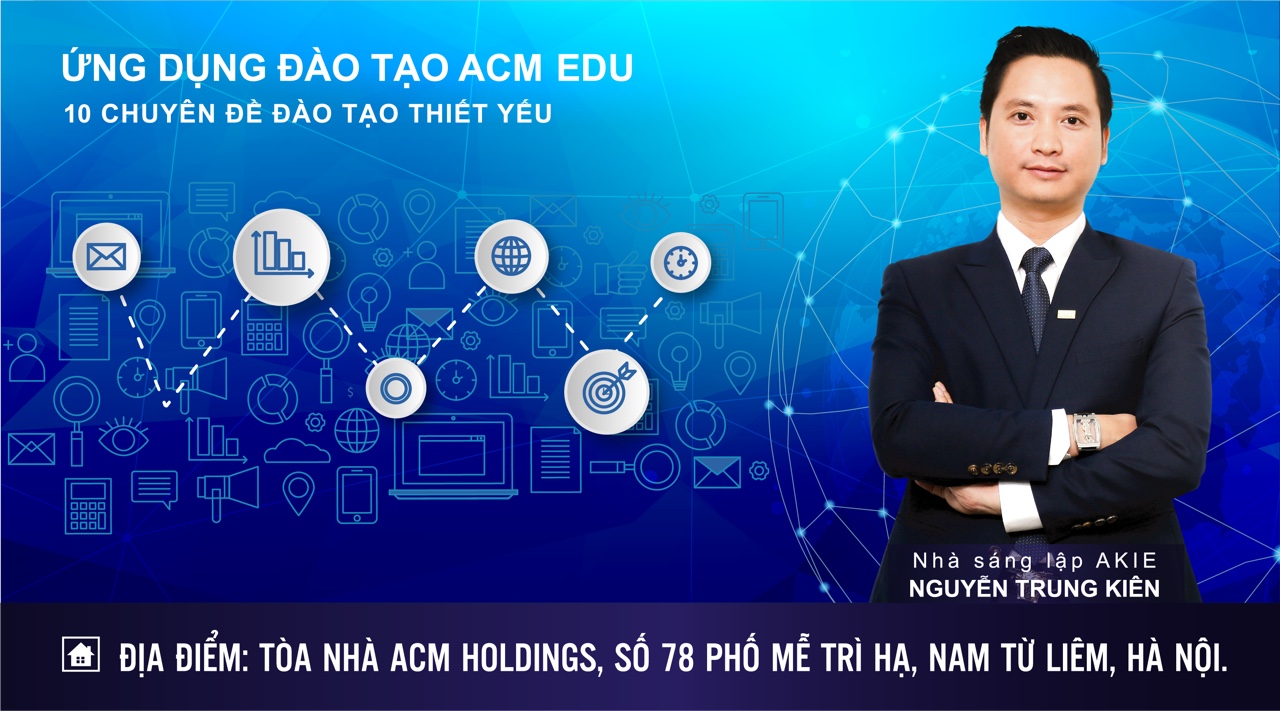 ỨNG DỤNG ĐÀO TẠO ACM EDU
10 CHUYÊN ĐỀ ĐÀO TẠO THIẾT YẾU
Nhà sáng lập AKIE
NGUYỄN TRUNG KIÊN
ĐỊA ĐIỂM: TÒA NHÀ ACM HOLDINGS, SỐ 78 PHỐ MỄ TRÌ HẠ, NAM TỪ LIÊM, HÀ NỘI.